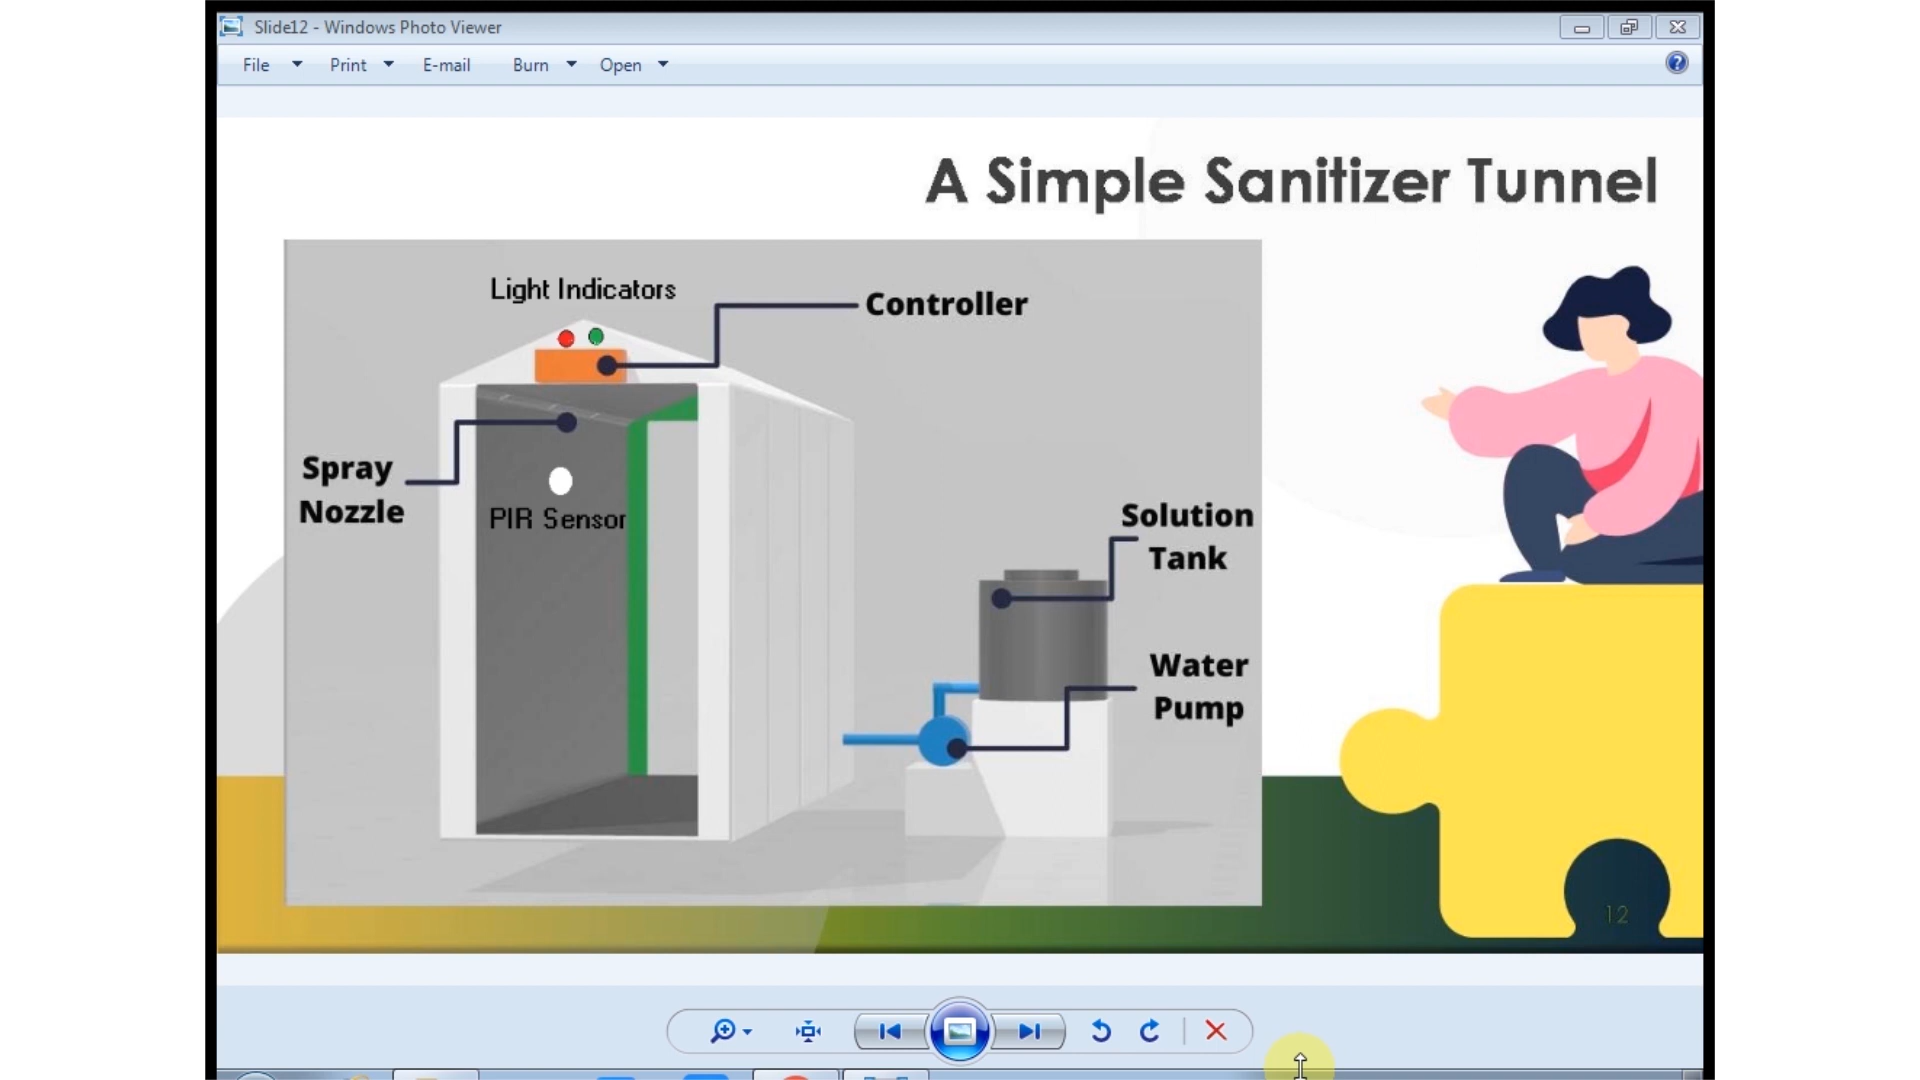 Slide12 - Windows Photo Viewer
File Print E-mail Burn Open
A Simple Sanitizer Tunnel
Light Indicators
Controller
Spray
Nozzle
PIR Sensor
Solution
Tank
Water
Pump
12